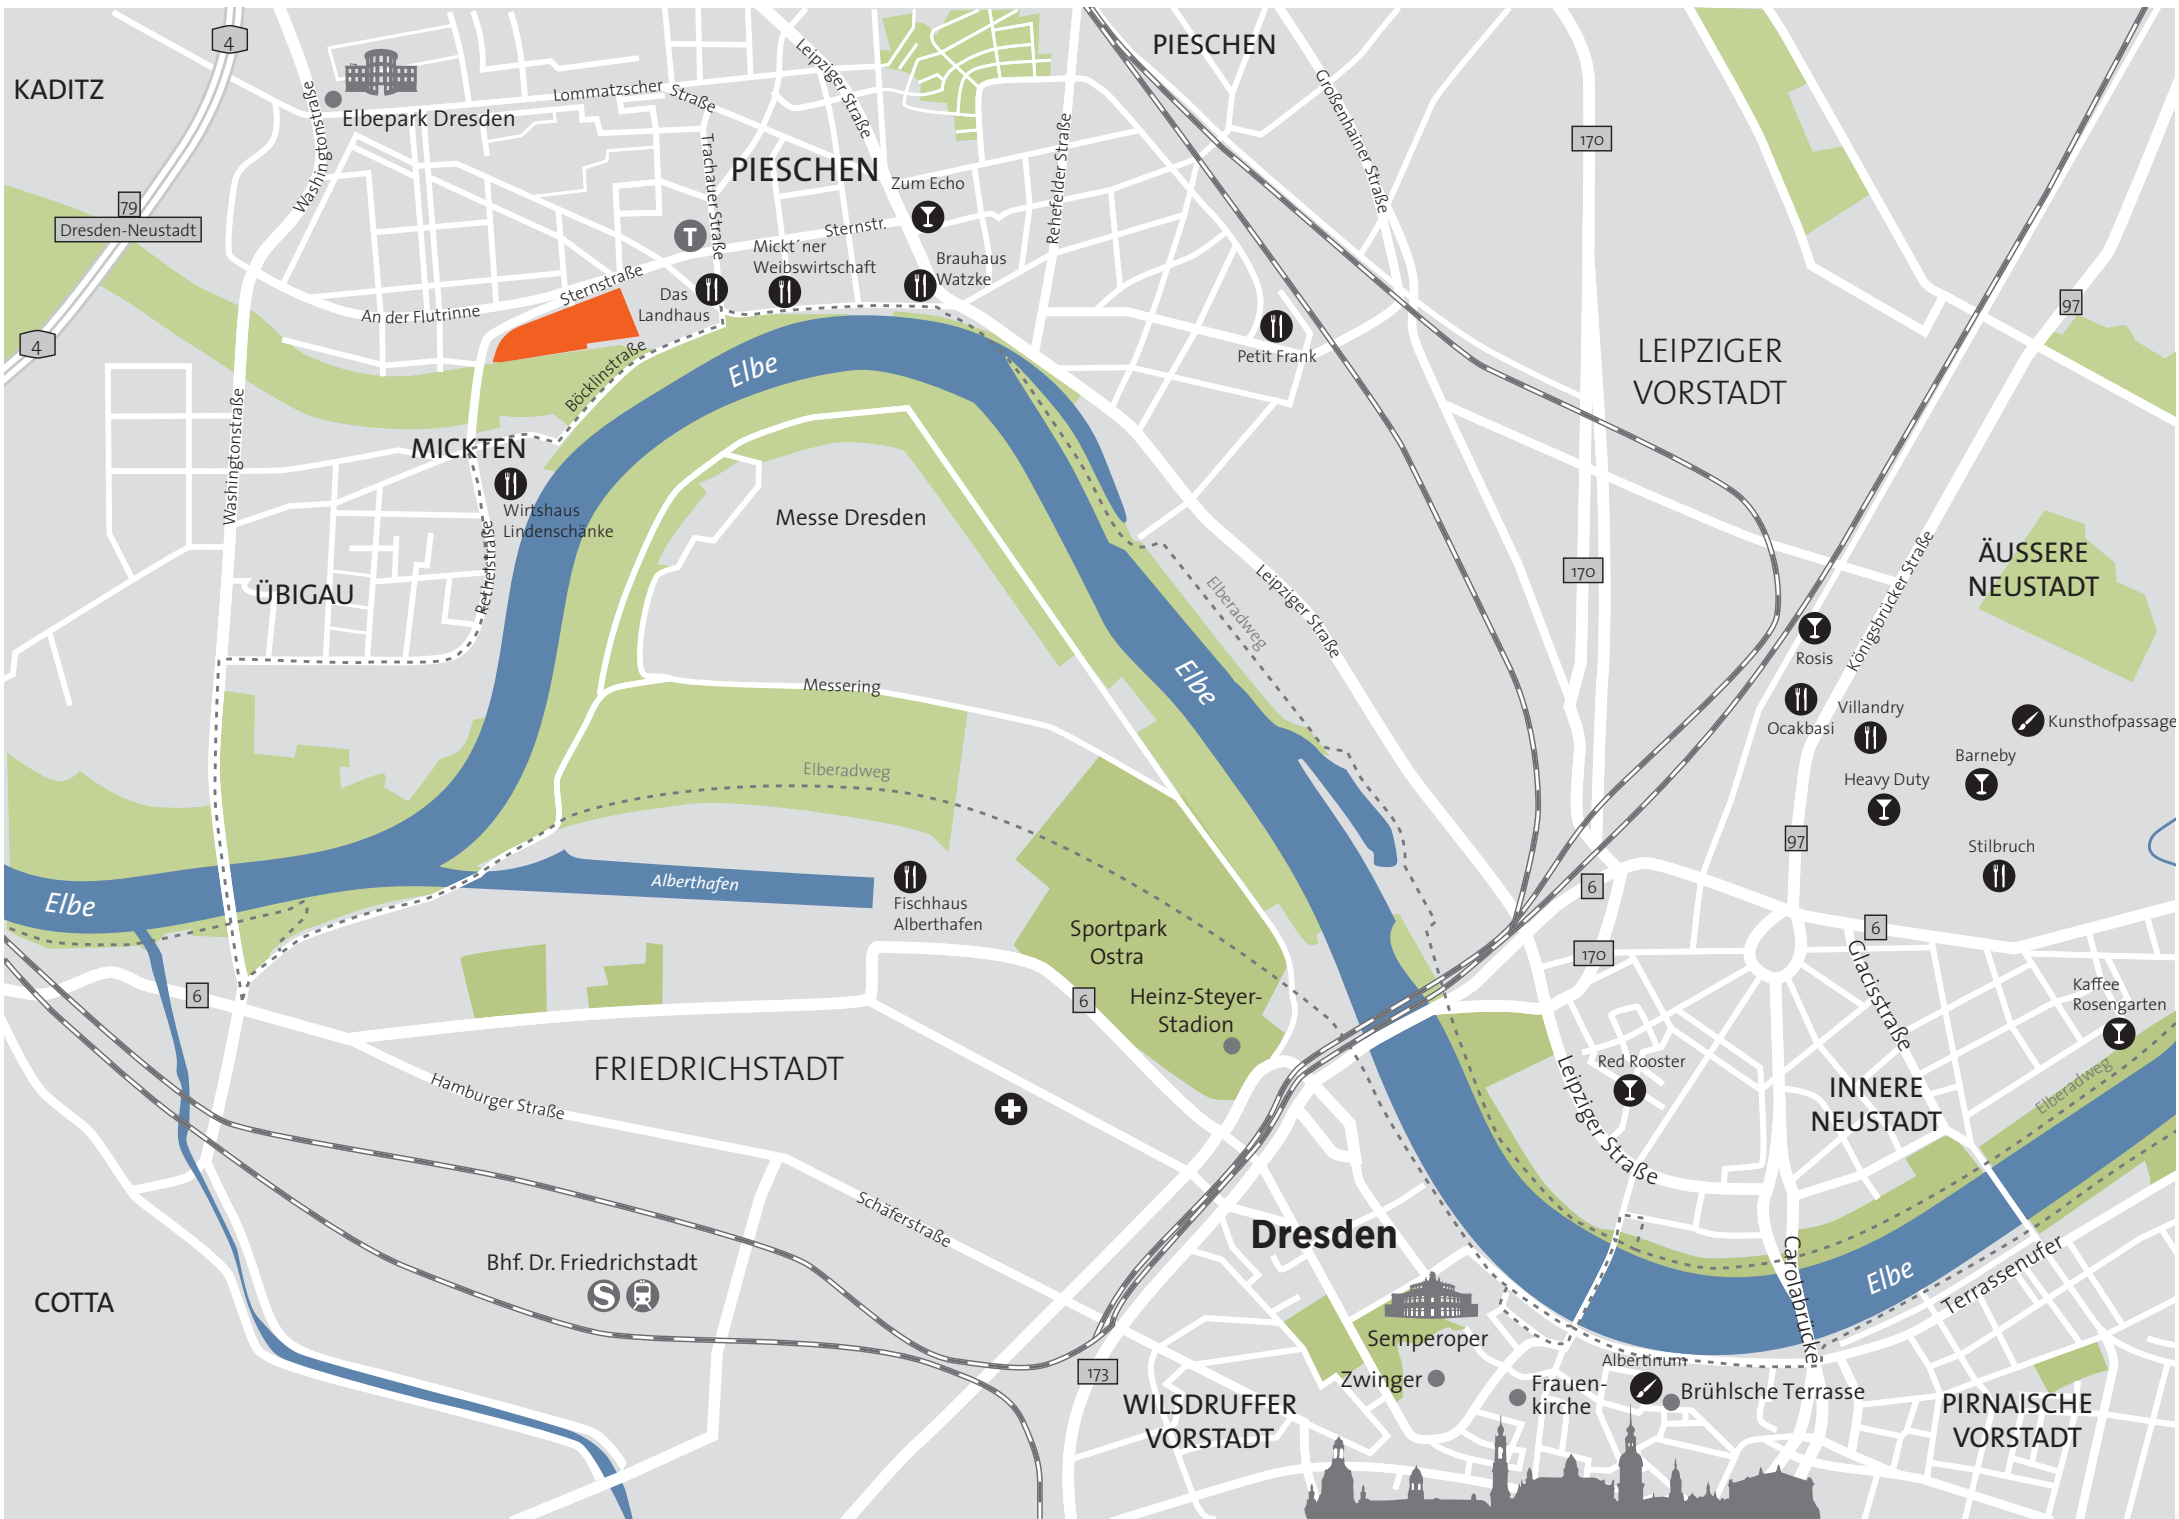 4
KADITZ
Elbepark Dresden
Washingtonstraße
Lommatzscher Straße
Leipziger Straße
PIESCHEN
Großenhainer Straße
170
79
Dresden-Neustadt
4
PIESCHEN
Trachauer Straße
Zum Echo
Rehefelder Straße
T
Sternstr.
Mickt´ner
Weibswirtschaft
Brauhaus
Watzke
Das
Landhaus
Sternstraße
An der Flutrinne
Böcklinstraße
Elbe
Petit Frank
LEIPZIGER
VORSTADT
97
Washingtonstraße
MICKTEN
Wirtshaus
Lindenschänke
Rethelstraße
ÜBIGAU
Messe Dresden
Messering
Elberadweg
Elberadweg
Leipziger Straße
Elbe
170
ÄUSSERE
NEUSTADT
Königsbrücker Straße
Rosis
Ocakbasi
Villandry
Kunsthofpassage
Barneby
Heavy Duty
97
Stilbruch
6
6
170
Glacisstraße
Kaffee
Rosengarten
Elbe
Alberthafen
Fischhaus
Alberthafen
Sportpark
Ostra
Heinz-Steyer-
Stadion
6
6
FRIEDRICHSTADT
Hamburger Straße
Schäferstraße
Red Rooster
Leipziger Straße
INNERE
NEUSTADT
Elberadweg
Bhf. Dr. Friedrichstadt
S
COTTA
Dresden
Semperoper
Zwinger
Frauen-
kirche
Albertinum
Brühlsche Terrasse
Carolabrücke
Elbe
Terrassenufer
173
WILSDRUFFER
VORSTADT
PIRNAISCHE
VORSTADT